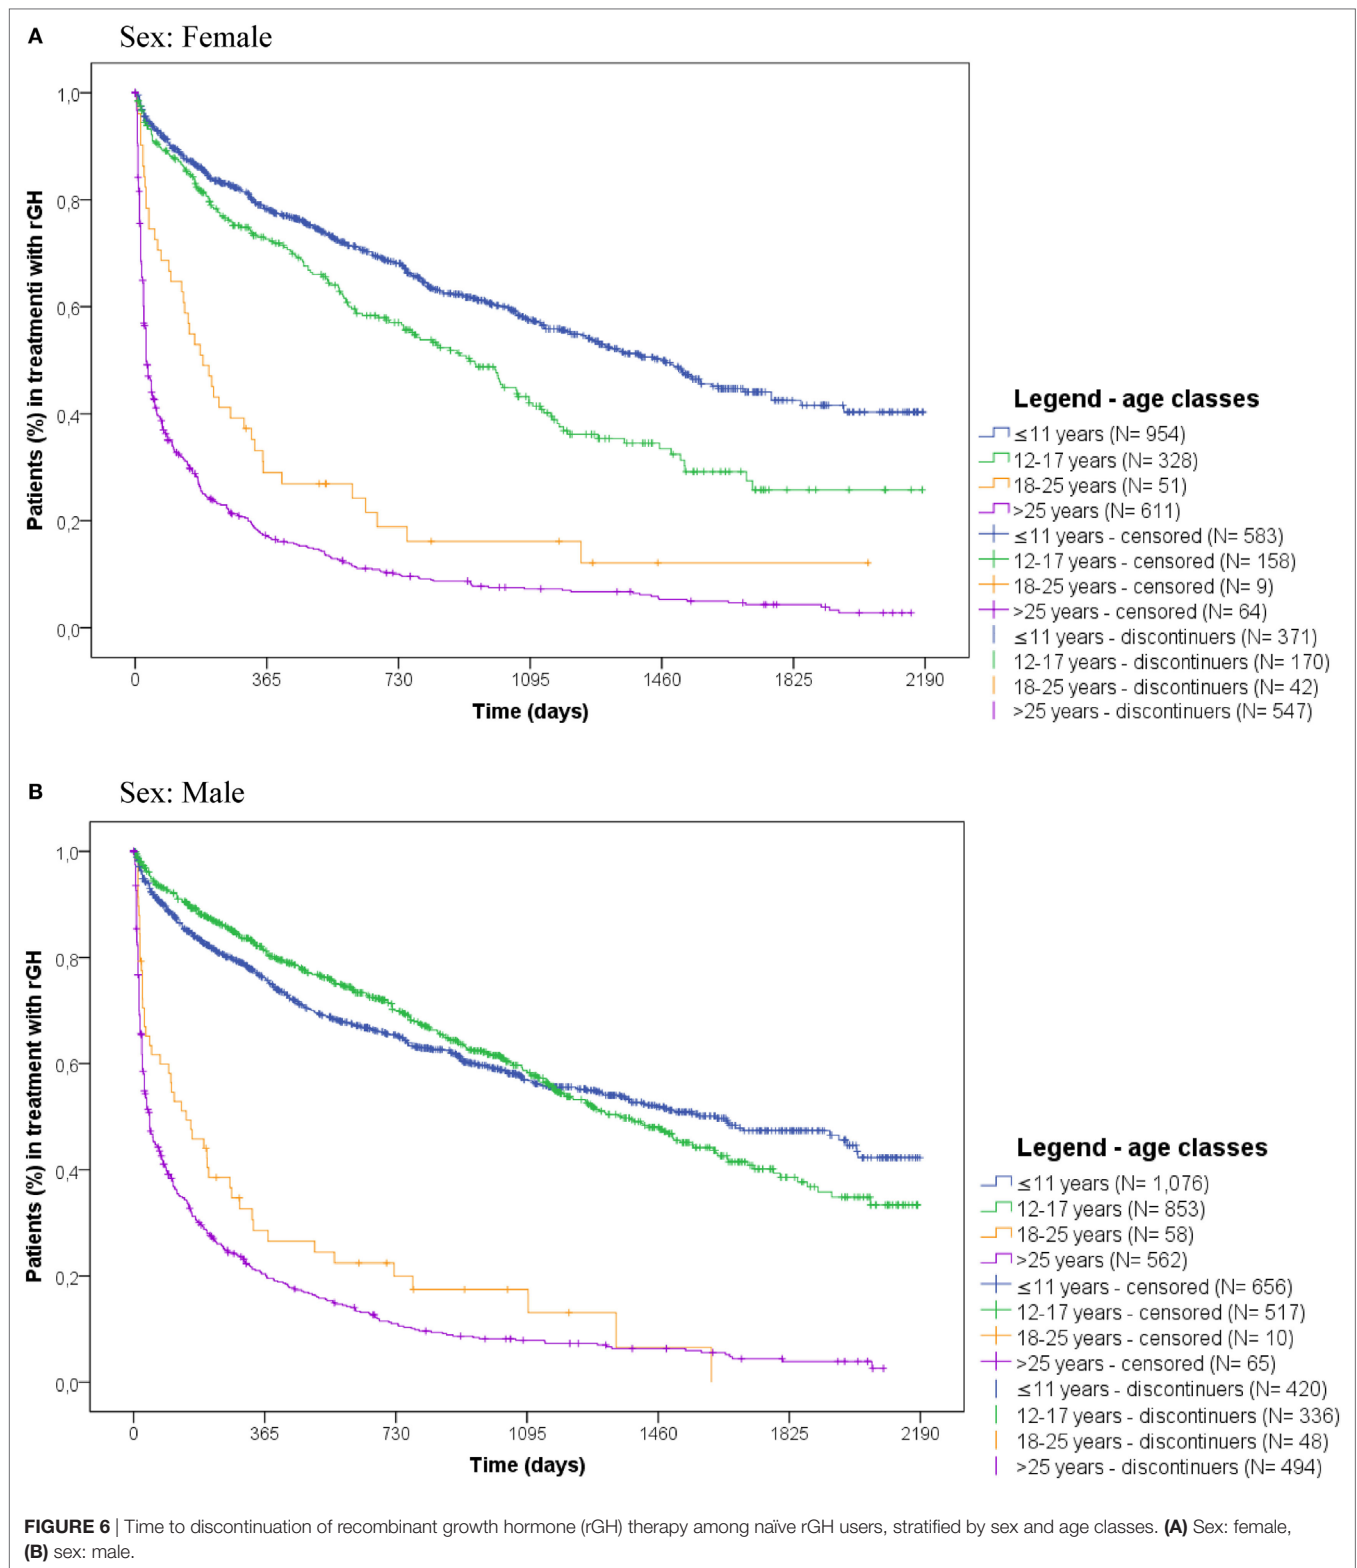 A
Sex: Female
Patients (%) in treatmenti with rGH
1,0
0,8
0,6
0,4
0,2
0,0
0 365 730 1095 1460 1825 2190
Time (days)
Legend - age classes
≤11 years (N= 954)
12-17 years (N= 328)
18-25 years (N= 51)
>25 years (N= 611)
≤11 years - censored (N= 583)
12-17 years - censored (N= 158)
18-25 years - censored (N= 9)
>25 years - censored (N= 64)
≤11 years - discontinuers (N= 371)
12-17 years - discontinuers (N= 170)
18-25 years - discontinuers (N= 42)
>25 years - discontinuers (N= 547)
B
Sex: Male
Patients (%) in treatment with rGH
1,0
0,8
0,6
0,4
0,2
0,0
0 365 730 1095 1460 1825 2190
Time (days)
Legend - age classes
≤11 years (N= 1,076)
12-17 years (N= 853)
18-25 years (N= 58)
>25 years (N= 562)
≤11 years - censored (N= 656)
12-17 years - censored (N= 517)
18-25 years - censored (N= 10)
>25 years - censored (N= 65)
≤11 years - discontinuers (N= 420)
12-17 years - discontinuers (N= 336)
18-25 years - discontinuers (N= 48)
>25 years - discontinuers (N= 494)
FIGURE 6 | Time to discontinuation of recombinant growth hormone (rGH) therapy among naïve rGH users, stratified by sex and age classes. (A) Sex: female,
(B) sex: male.